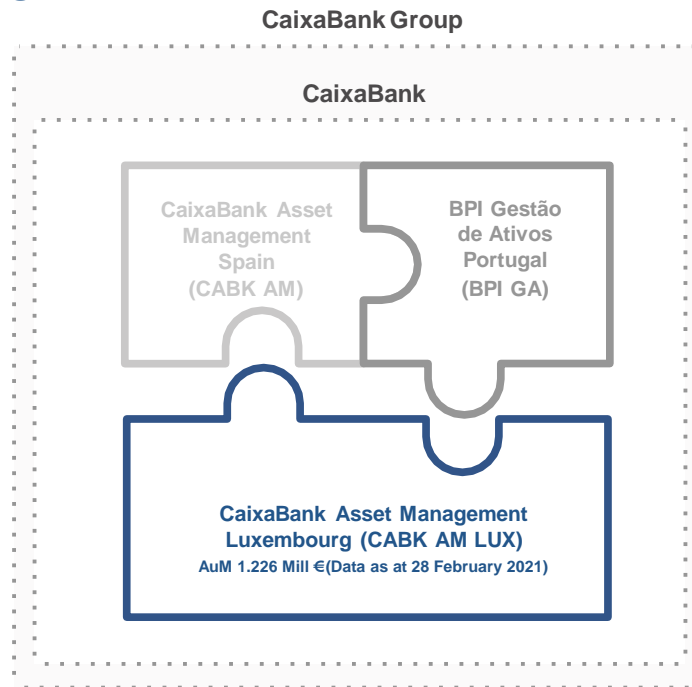 CaixaBank Group
CaixaBank
CaixaBank Asset
Management
Spain
(CABK AM)
BPI Gestão
de Ativos
Portugal
(BPI GA)
CaixaBank Asset Management
Luxembourg (CABK AM LUX)
AuM 1.226 Mill €(Data as at 28 February 2021)